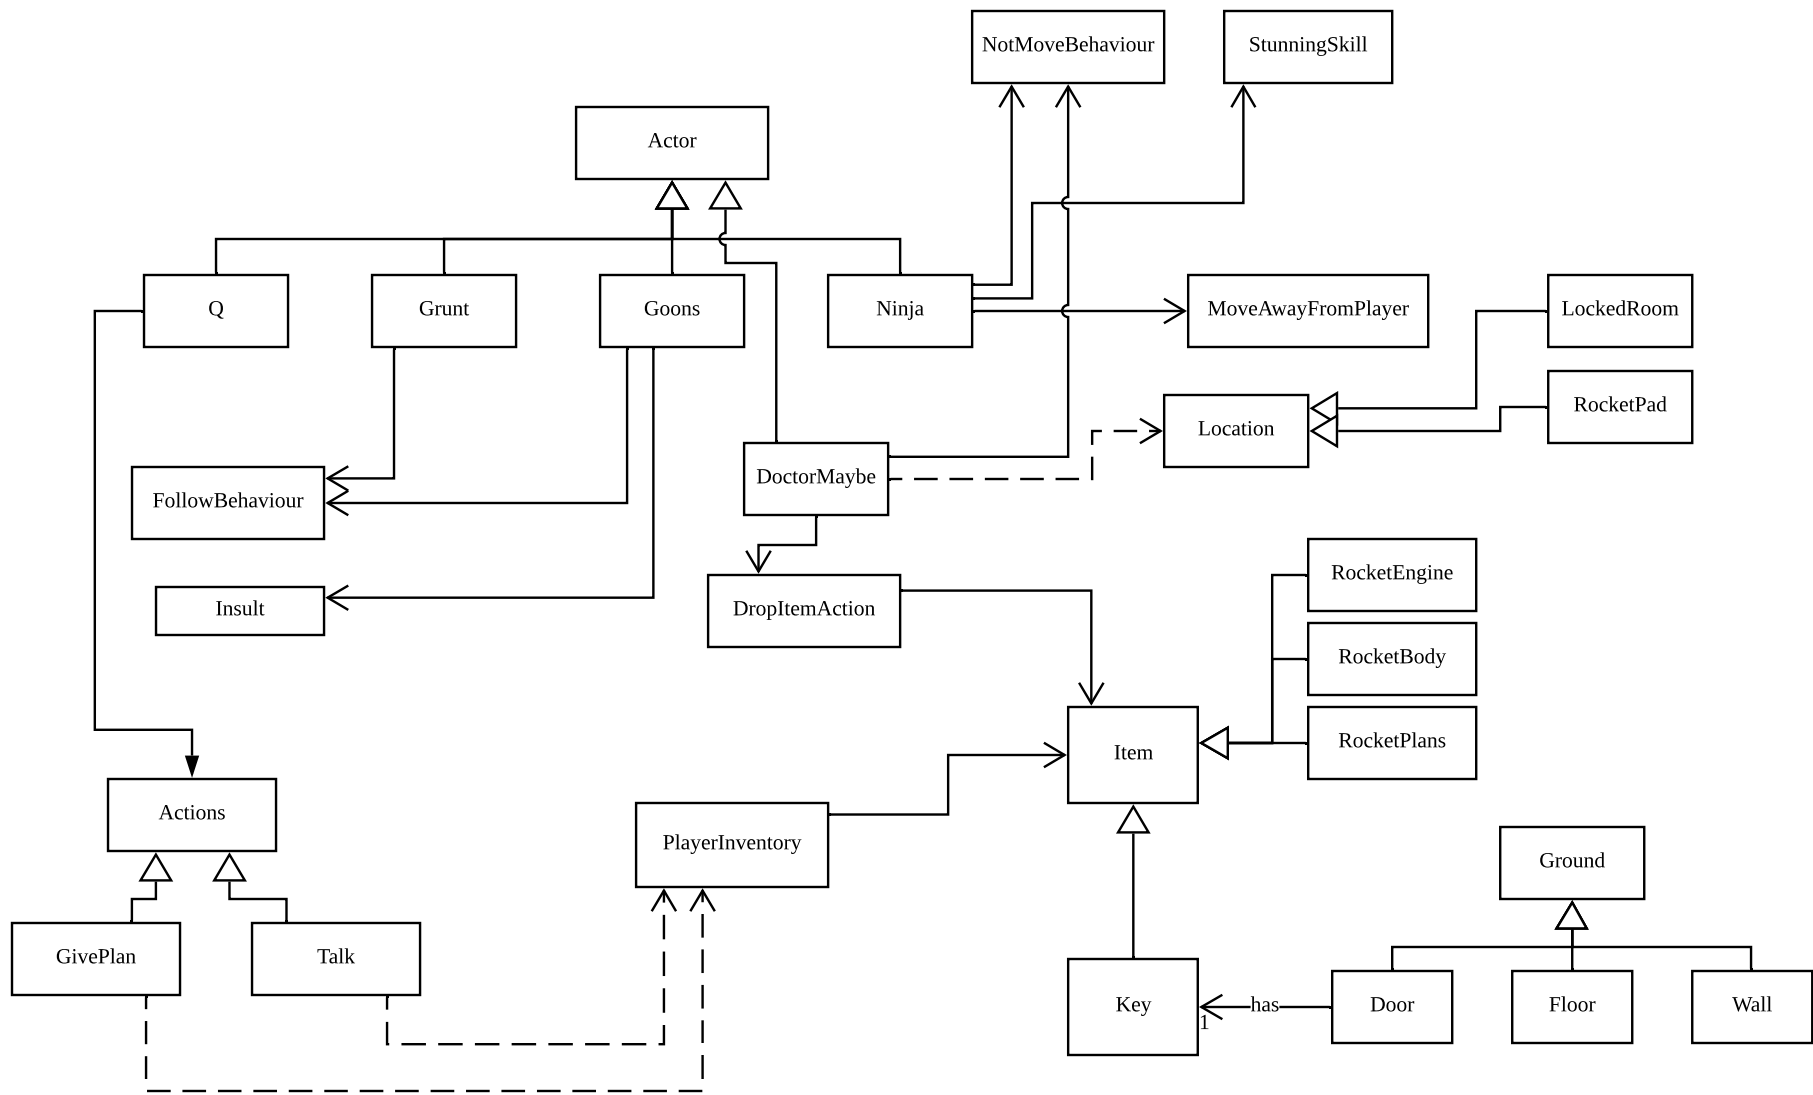 NotMoveBehaviour
StunningSkill
Actor
Q
Grunt
Goons
Ninja
MoveAwayFromPlayer
LockedRoom
RocketPad
Location
DoctorMaybe
FollowBehaviour
RocketEngine
Insult
DropItemAction
RocketBody
RocketPlans
Item
Actions
PlayerInventory
Ground
GivePlan
Talk
Key
1
has
Door
Floor
Wall